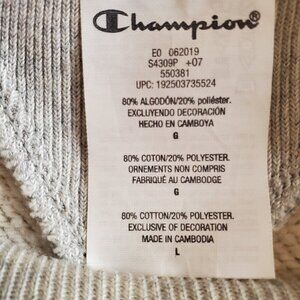 Champion®
E0 062019
S4309P +07
550381
UPC: 192503735524
80% ALGODÓN/20% poliéster.
EXCLUYENDO DECORACIÓN
HECHO EN CAMBOYA
G
80% COTON/20% POLYESTER.
ORNEMENTS NON COMPRIS
FABRIQUÉ AU CAMBODGE
G
80% COTTON/20% POLYESTER.
EXCLUSIVE OF DECORATION
MADE IN CAMBODIA
L